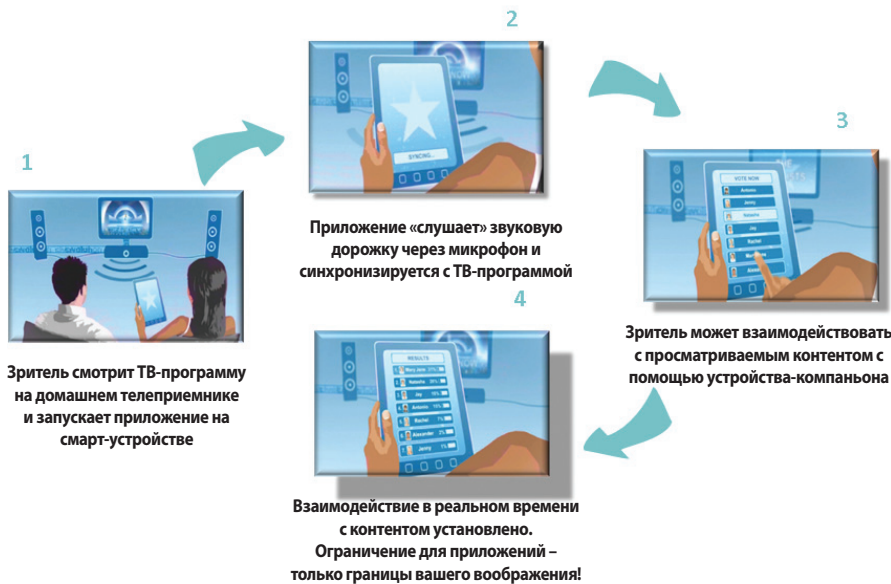 1
Зритель смотрит ТВ-программу
на домашнем телеприемнике
и запускает приложение на
смарт-устройстве
2
SYNCING...
Приложение «слушает» звуковую
дорожку через микрофон и
синхронизируется с ТВ-программой
3
VOTE NOW
Antonio
Jenny
Natasha
Jay
Rachel
Зритель может взаимодействовать
с просматриваемым контентом с
помощью устройства-компаньона
4
RESULTS
Mary Jane
Natasha
Jay
Antonio
Rachel
Alexander
Jenny
Взаимодействие в реальном времени
с контентом установлено.
Ограничение для приложений –
только границы вашего воображения!